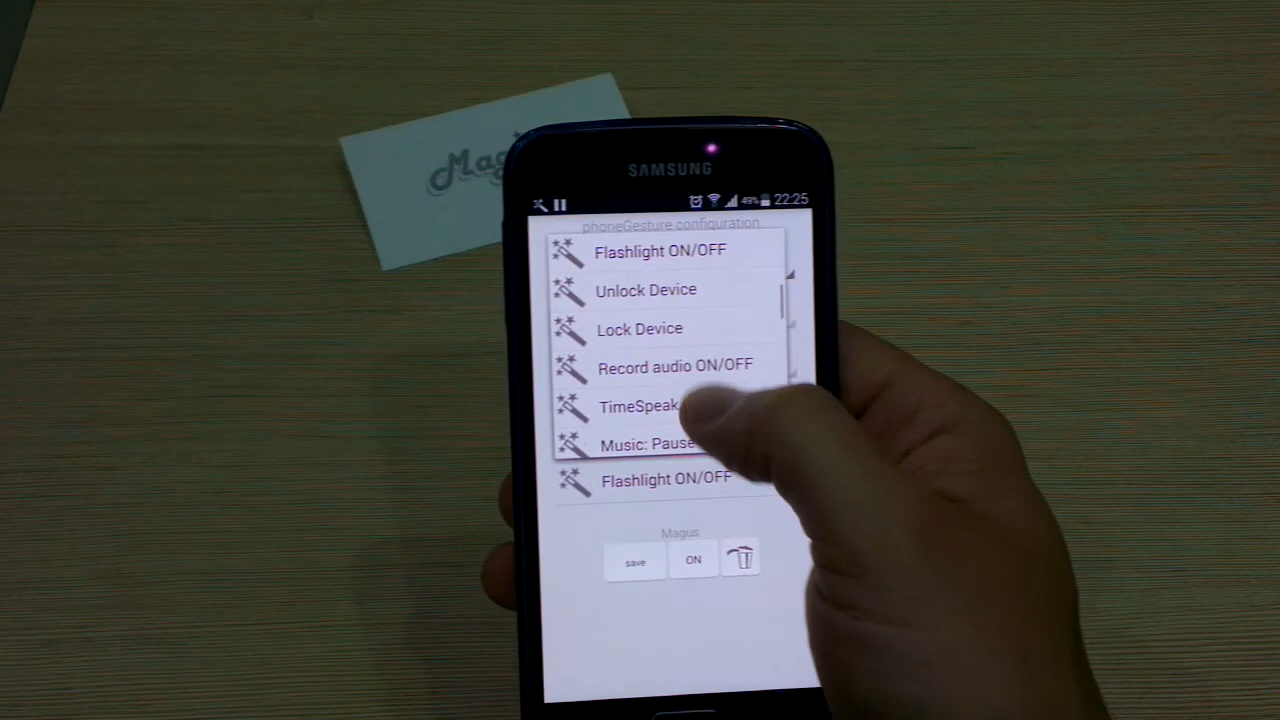 SAMSUNG
49% 22:25
phoneGesture configuration
Flashlight ON/OFF
Unlock Device
Lock Device
Record audio ON/OFF
TimeSpeak
Music: Pause
Flashlight ON/OFF
Magus
save ON